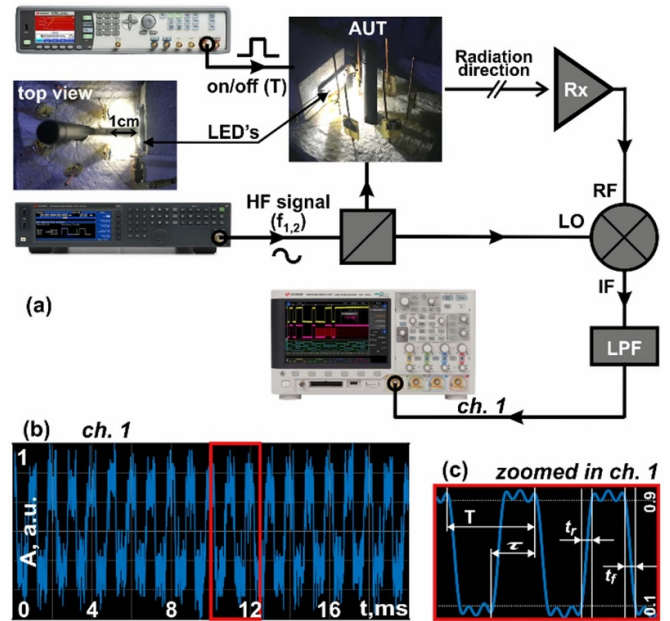 AUT
Radiation
direction
Rx
on/off (T)
top view
1cm
LED's
RF
HF signal
(f1,2)
LO
IF
(a)
LPF
ch. 1
(b)
ch. 1
(c)
zoomed in ch. 1
1
A, a.u.
0
4
8
12
16
t,ms
T
τ
tr
tf
0.9
0.1